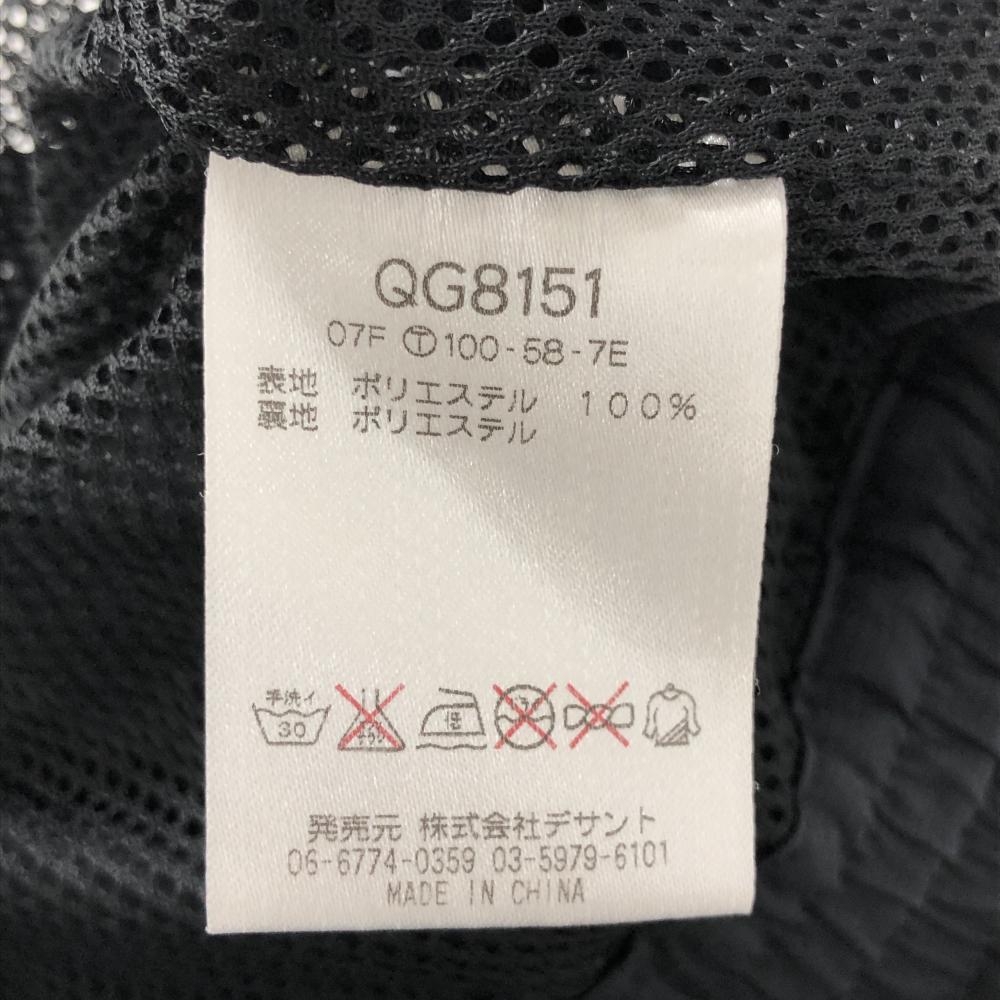 QG8151
07F Ⓣ100-58-7E
表地 ポリエステル 100%
裏地 ポリエステル
手洗イ
30
低
発売元 株式会社デサント
06-6774-0359 03-5979-6101
MADE IN CHINA